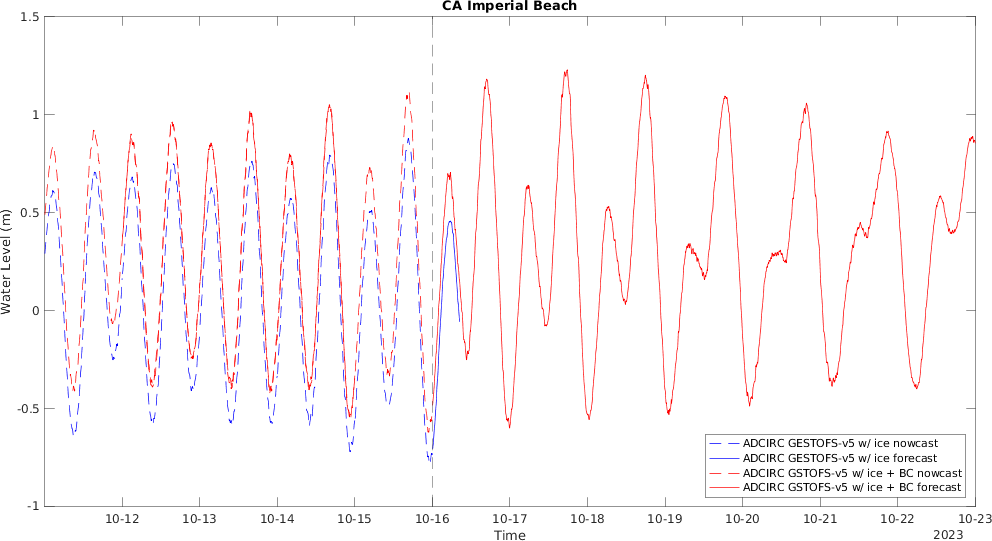 CA Imperial Beach
1.5
1
0.5
0
-0.5
-1
Water Level (m)
10-12 10-13 10-14 10-15 10-16 10-17 10-18 10-19 10-20 10-21 10-22 10-23
Time
2023
ADCIRC GESTOFS-v5 w/ ice nowcast
ADCIRC GESTOFS-v5 w/ ice forecast
ADCIRC GSTOFS-v5 w/ ice + BC nowcast
ADCIRC GSTOFS-v5 w/ ice + BC forecast